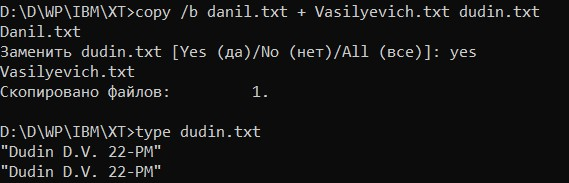 D:\D\WP\IBM\XT>copy /b danil.txt + Vasilyevich.txt dudin.txt
Danil.txt
Заменить dudin.txt [Yes (да)/No (нет)/All (все)]: yes
Vasilyevich.txt
Скопировано файлов:         1.
D:\D\WP\IBM\XT>type dudin.txt
"Dudin D.V. 22-PM"
"Dudin D.V. 22-PM"